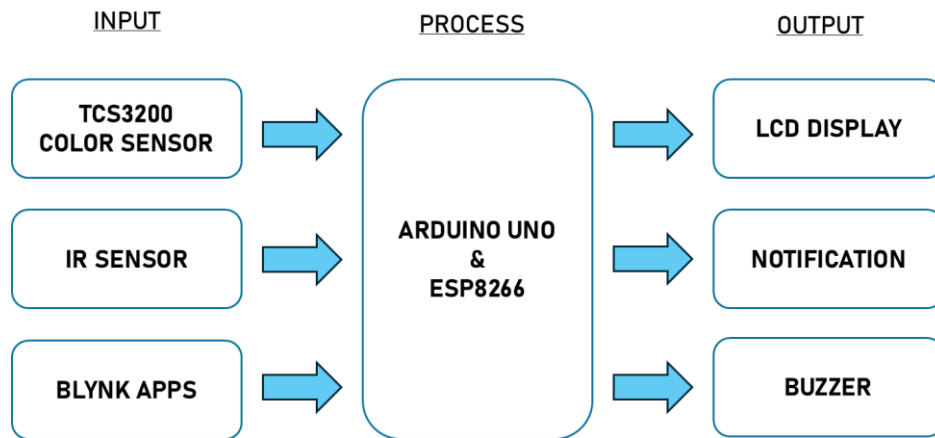 INPUT
PROCESS
OUTPUT
TCS3200
COLOR SENSOR
IR SENSOR
BLYNK APPS
ARDUINO UNO
&
ESP8266
LCD DISPLAY
NOTIFICATION
BUZZER